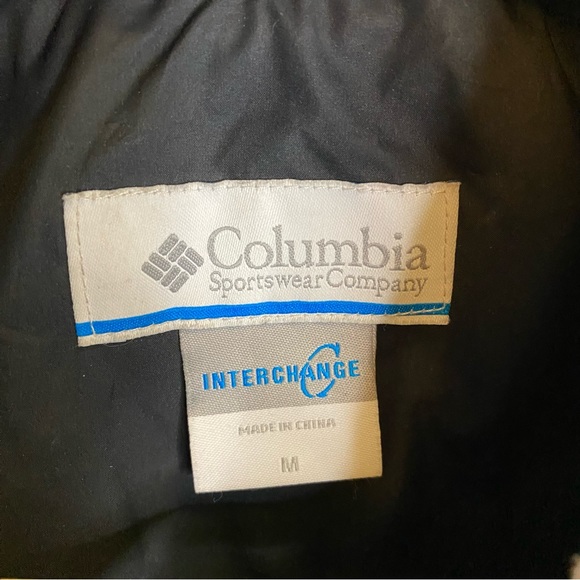 Columbia
Sportswear Company
INTERCHANGE
MADE IN CHINA
M